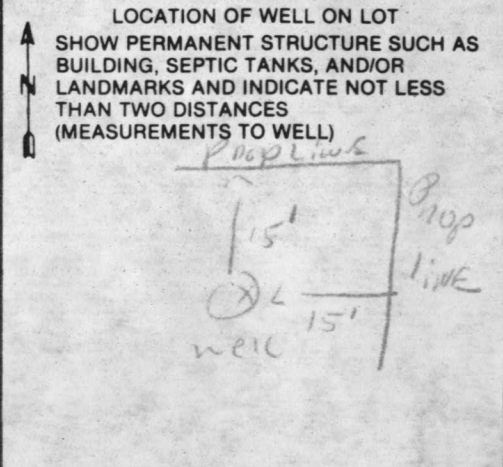 LOCATION OF WELL ON LOT
SHOW PERMANENT STRUCTURE SUCH AS
BUILDING, SEPTIC TANKS, AND/OR
LANDMARKS AND INDICATE NOT LESS
THAN TWO DISTANCES
(MEASUREMENTS TO WELL)
N
Prop Line
15'
Prop
Line
15'
well